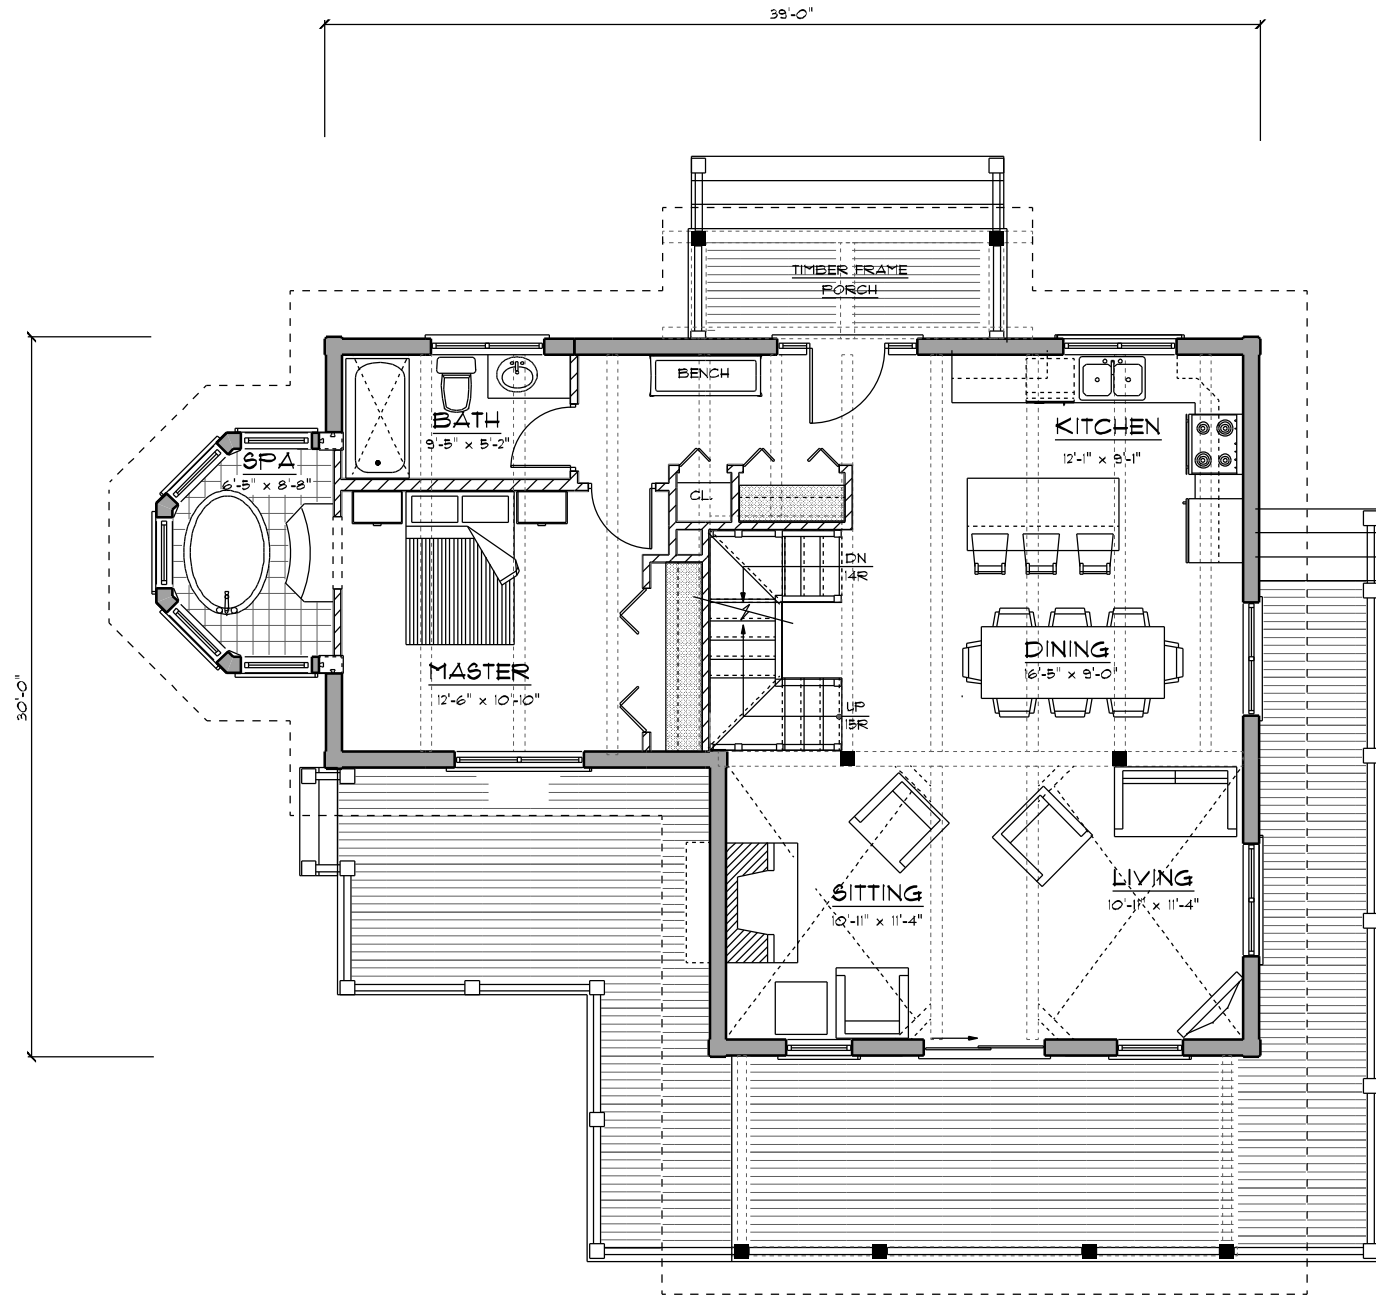 39'-0"
TIMBER FRAME
PORCH
BENCH
BATH
9'-5" x 5'-2"
KITCHEN
12'-1" x 9'-1"
SPA
6'-5" x 8'-8"
CL.
DN
14R
DINING
16'-5" x 9'-0"
MASTER
12'-6" x 10'-10"
30'-0"
UP
15R
SITTING
10'-11" x 11'-4"
LIVING
10'-11" x 11'-4"